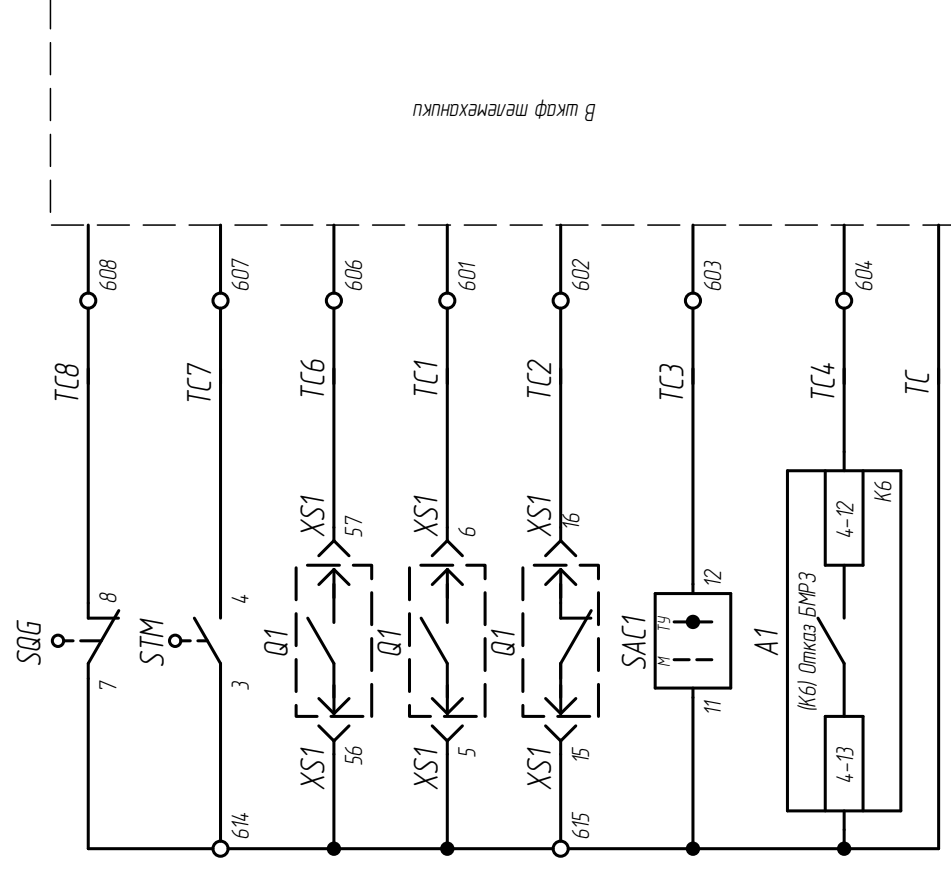 В шкаф телемеханики
608
607
606
601
602
603
604
TC8
TC7
TC6
TC1
TC2
TC3
TC4
TC
SQG
7
8
STM
3
4
614
Q1
XS1
57
XS1
56
Q1
XS1
6
XS1
5
Q1
XS1
16
XS1
15
615
SAC1
М
ТУ
12
11
A1
(К6) Отказ БМРЗ
К6
4-12
4-13